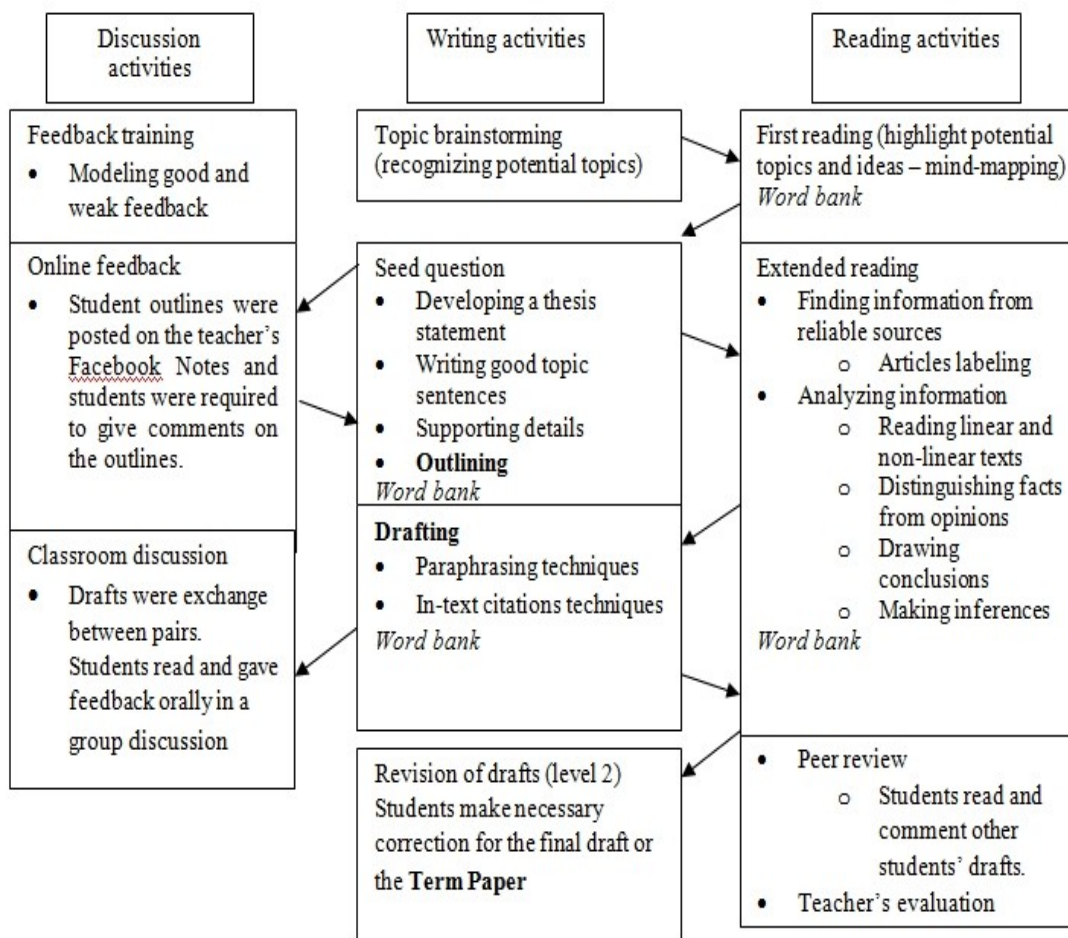 Discussion
activities
Writing activities
Reading activities
Feedback training
• Modeling good and
weak feedback
Topic brainstorming
(recognizing potential topics)
First reading (highlight potential
topics and ideas – mind-mapping)
Word bank
Online feedback
• Student outlines were
posted on the teacher’s
Facebook Notes and
students were required
to give comments on
the outlines.
Seed question
• Developing a thesis
statement
• Writing good topic
sentences
• Supporting details
• Outlining
Word bank
Extended reading
• Finding information from
reliable sources
o Articles labeling
• Analyzing information
o Reading linear and
non-linear texts
o Distinguishing facts
from opinions
o Drawing
conclusions
o Making inferences
Word bank
Classroom discussion
• Drafts were exchange
between pairs.
Students read and gave
feedback orally in a
group discussion
Drafting
• Paraphrasing techniques
• In-text citations techniques
Word bank
Revision of drafts (level 2)
Students make necessary
correction for the final draft or
the Term Paper
• Peer review
o Students read and
comment other
students’ drafts.
• Teacher’s evaluation